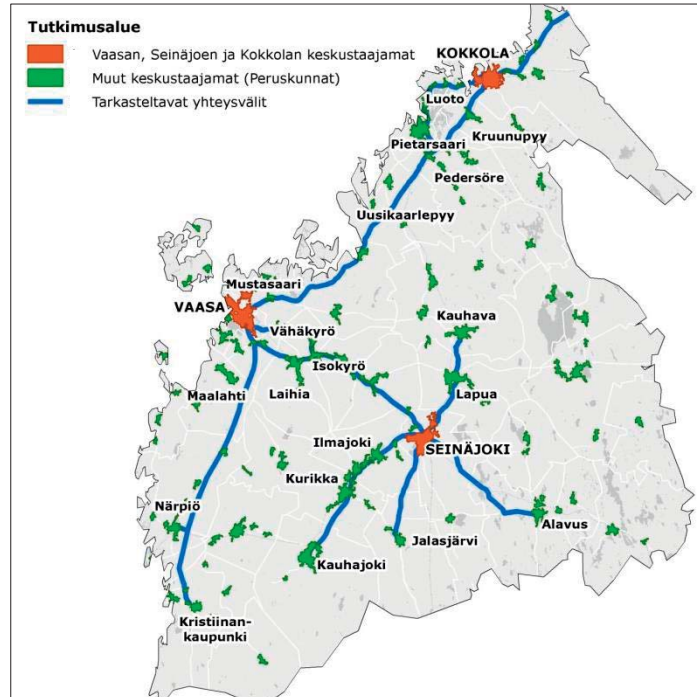 Tutkimusalue
Vaasan, Seinäjoen ja Kokkolan keskustaajamat
Muut keskustaajamat (Peruskunnat)
Tarkasteltavat yhteysvälit
KOKKOLA
Luoto
Kruunupyy
Pietarsaari
Pedersöre
Uusikaarlepyy
Mustasaari
VAASA
Vähäkyrö
Kauhava
Isokyrö
Maalahti
Laihia
Lapua
Ilmajoki
SEINÄJOKI
Kurikka
Närpiö
Alavus
Jalasjärvi
Kauhajoki
Kristiinan-
kaupunki